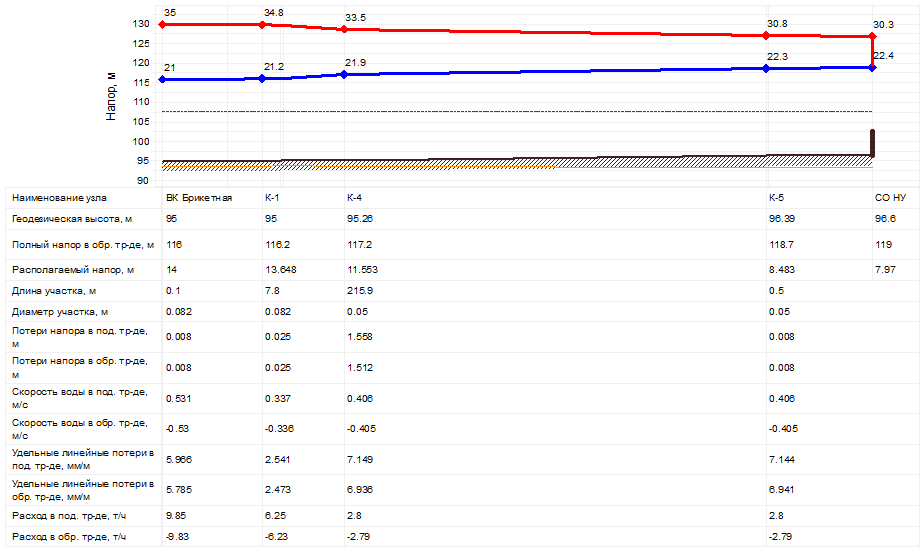 35
34.8
33.5
30.8
30.3
130
125
120
115
110
105
100
95
90
Напор, м
21
21.2
21.9
22.3
22.4
Наименование узла ВК Брикетная К-1 К-4 К-5 СО НУ
Геодезическая высота, м 95 95 95.26 96.39 96.6
Полный напор в обр. тр-де, м 116 116.2 117.2 118.7 119
Располагаемый напор, м 14 13.648 11.553 8.483 7.97
Длина участка, м 0.1 7.8 215.9 0.5
Диаметр участка, м 0.082 0.082 0.05 0.05
Потери напора в под. тр-де,
м 0.008 0.025 1.558 0.008
Потери напора в обр. тр-де,
м 0.008 0.025 1.512 0.008
Скорость воды в под. тр-де,
м/с 0.531 0.337 0.406 0.406
Скорость воды в обр. тр-де,
м/с -0.53 -0.336 -0.405 -0.405
Удельные линейные потери в
под. тр-де, мм/м 5.966 2.541 7.149 7.144
Удельные линейные потери в
обр. тр-де, мм/м 5.785 2.473 6.936 6.941
Расход в под. тр-де, т/ч 9.85 6.25 2.8 2.8
Расход в обр. тр-де, т/ч -9.83 -6.23 -2.79 -2.79